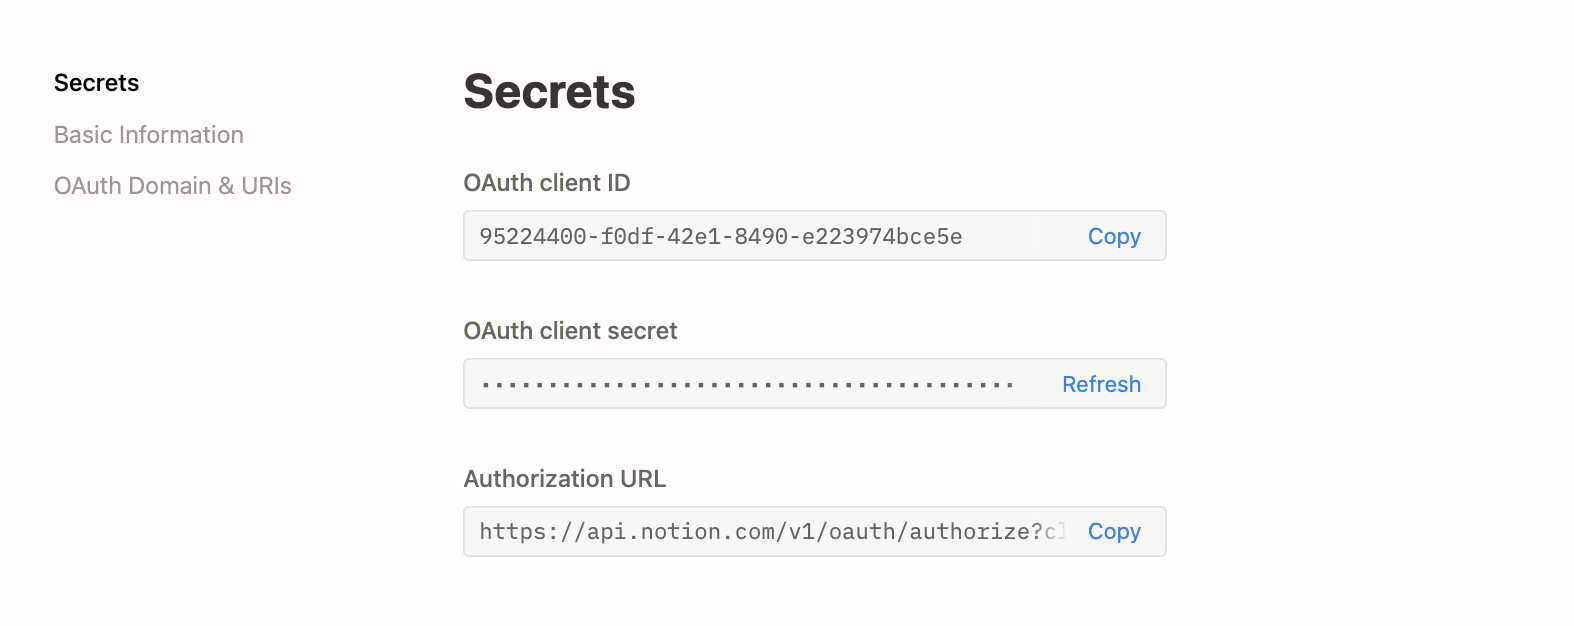 Secrets
Basic Information
OAuth Domain & URIs
Secrets
OAuth client ID
95224400-f0df-42e1-8490-e223974bce5e
Copy
OAuth client secret
••••••••••••••••••••••••••••••••••••••••
Refresh
Authorization URL
https://api.notion.com/v1/oauth/authorize?cl
Copy